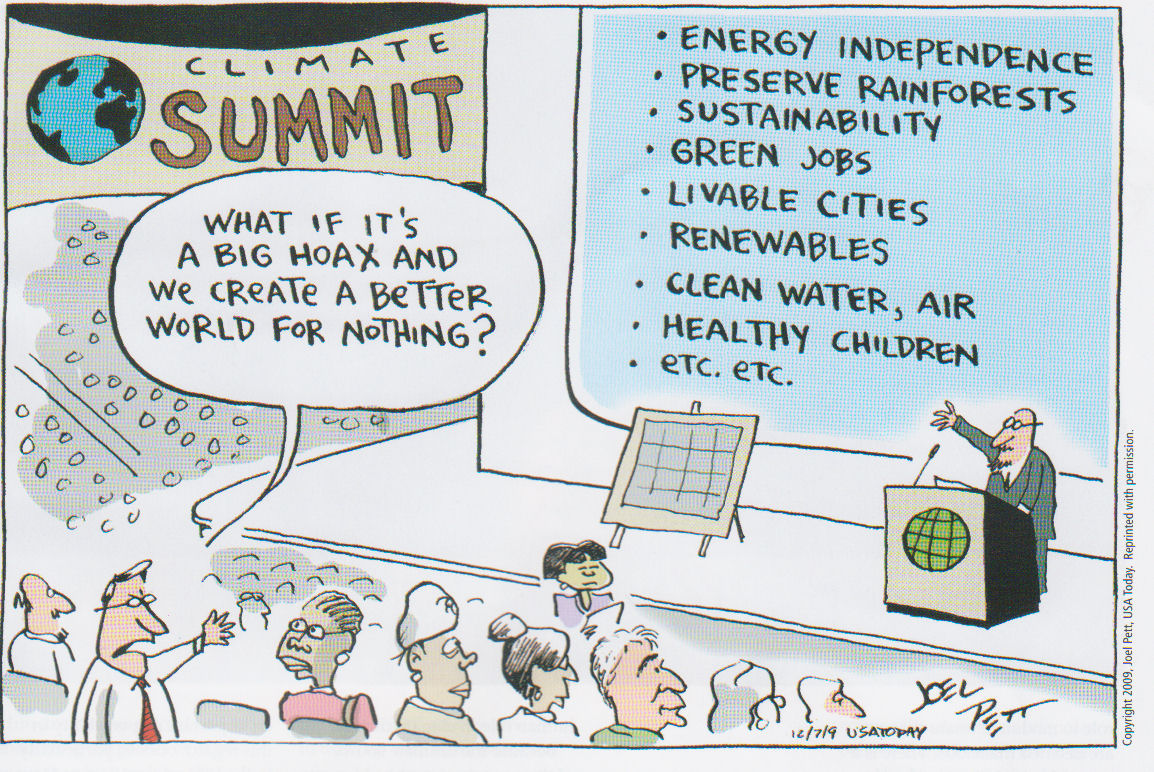 CLIMATE
SUMMIT
WHAT IF IT'S
A BIG HOAX AND
WE CREATE A BETTER
WORLD FOR NOTHING?
• ENERGY INDEPENDENCE
• PRESERVE RAINFORESTS
• SUSTAINABILITY
• GREEN JOBS
• LIVABLE CITIES
• RENEWABLES
• CLEAN WATER, AIR
• HEALTHY CHILDREN
• etc. etc.
JOEL
PETT
12/7/9 USA TODAY
Copyright 2009, Joel Pett, USA Today. Reprinted with permission.